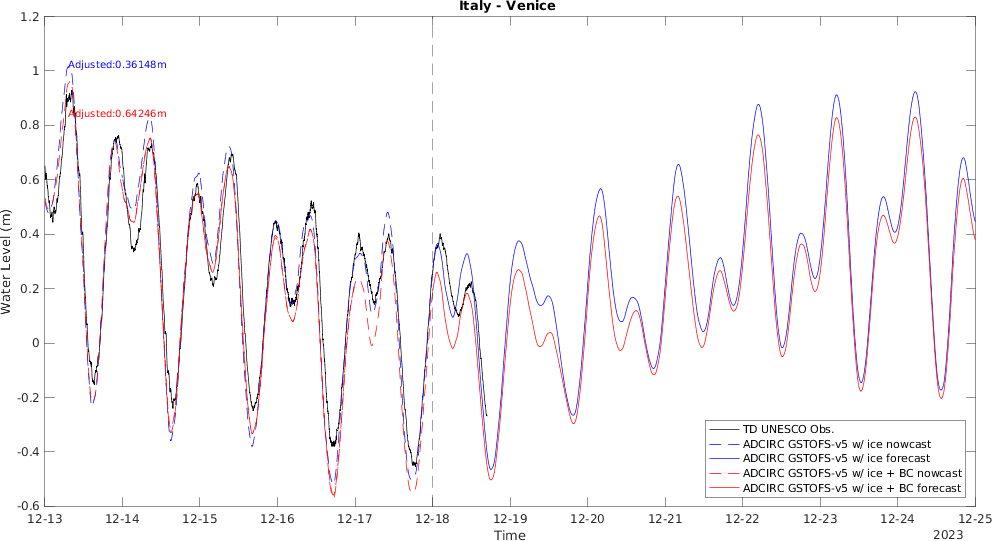 Italy - Venice
1.2
1
0.8
0.6
0.4
0.2
0
-0.2
-0.4
-0.6
Water Level (m)
Adjusted:0.36148m
Adjusted:0.64246m
TD UNESCO Obs.
ADCIRC GSTOFS-v5 w/ ice nowcast
ADCIRC GSTOFS-v5 w/ ice forecast
ADCIRC GSTOFS-v5 w/ ice + BC nowcast
ADCIRC GSTOFS-v5 w/ ice + BC forecast
12-13 12-14 12-15 12-16 12-17 12-18 12-19 12-20 12-21 12-22 12-23 12-24 12-25
Time
2023